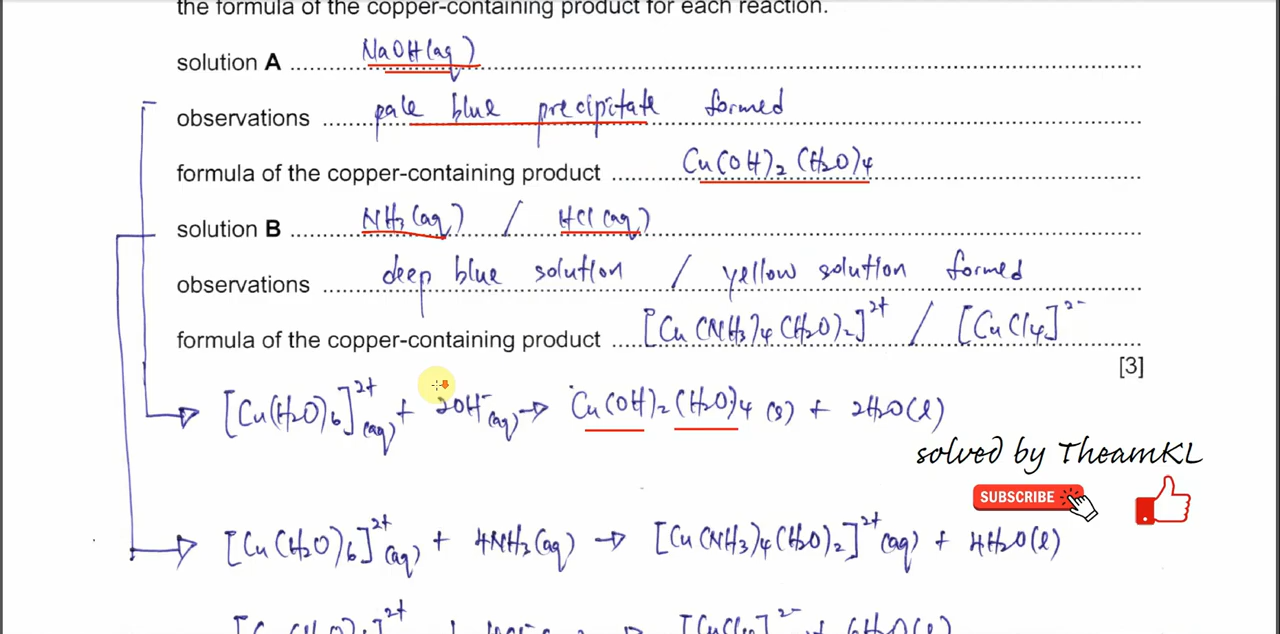 the formula of the copper-containing product for each reaction.
solution A ........ NaOH(aq) ........
observations ........ pale blue precipitate formed ........
formula of the copper-containing product ........ Cu(OH)₂(H₂O)₄ ........
solution B ........ NH₃(aq) / HCl(aq) ........
observations ........ deep blue solution / yellow solution formed ........
formula of the copper-containing product ........ [Cu(NH₃)₄(H₂O)₂]²⁺ / [CuCl₄]²⁻
[3]
[Cu(H₂O)₆]²⁺(aq) + 2OH⁻(aq) → Cu(OH)₂(H₂O)₄(s) + 2H₂O(l)
solved by TheamKL
SUBSCRIBE
[Cu(H₂O)₆]²⁺(aq) + 4NH₃(aq) → [Cu(NH₃)₄(H₂O)₂]²⁺(aq) + 4H₂O(l)